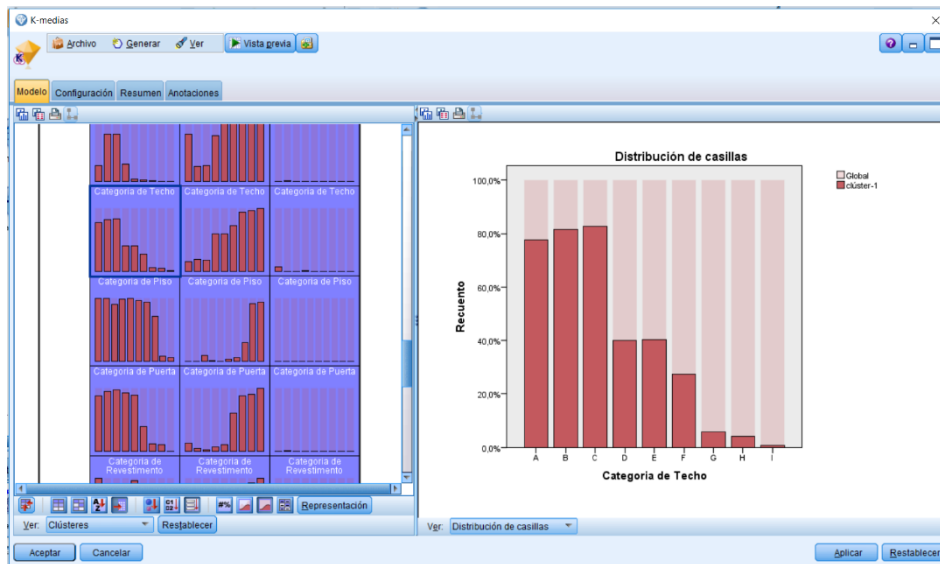 K-medias
Archivo Generar Ver Vista previa
Modelo Configuración Resumen Anotaciones
Categoria de Techo Categoria de Techo Categoria de Techo
Categoria de Piso Categoria de Piso Categoria de Piso
Categoria de Puerta Categoria de Puerta Categoria de Puerta
Categoria de Revestimento Categoria de Revestimento Categoria de Revestimento
Representación
Ver: Clústeres Restablecer
Distribución de casillas
Global
clúster-1
100,0%
80,0%
60,0%
40,0%
20,0%
0,0%
Recuento
A B C D E F G H I
Categoria de Techo
Ver: Distribución de casillas
Aceptar Cancelar Aplicar Restablecer